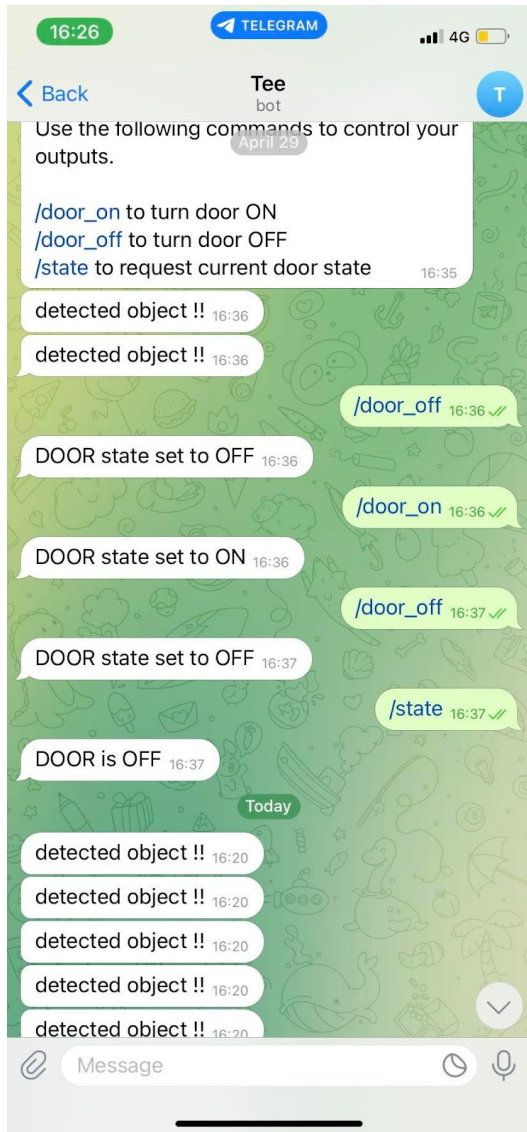 16:26
TELEGRAM
4G
Back
Tee
bot
T
Use the following commands to control your
outputs.
April 29
/door_on to turn door ON
/door_off to turn door OFF
/state to request current door state 16:35
detected object !! 16:36
detected object !! 16:36
/door_off 16:36
DOOR state set to OFF 16:36
/door_on 16:36
DOOR state set to ON 16:36
/door_off 16:37
DOOR state set to OFF 16:37
/state 16:37
DOOR is OFF 16:37
Today
detected object !! 16:20
detected object !! 16:20
detected object !! 16:20
detected object !! 16:20
detected object !! 16:20
Message